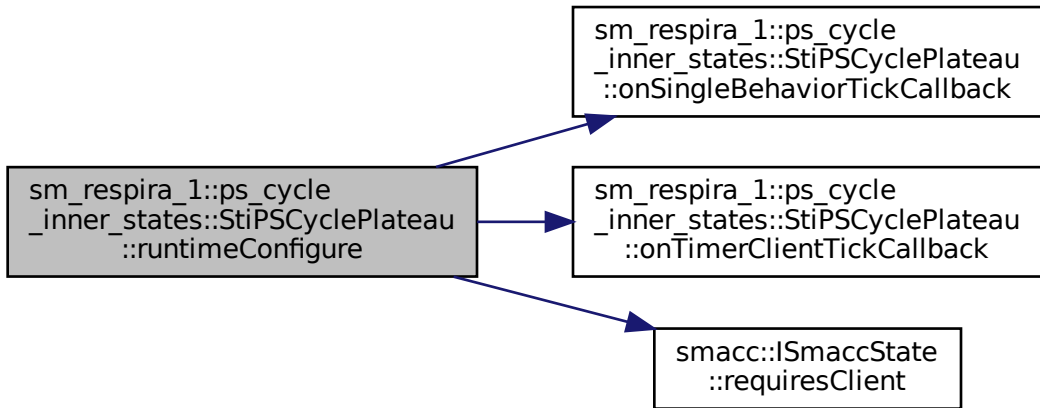 sm_respira_1::ps_cycle
_inner_states::StiPSCyclePlateau
::runtimeConfigure
sm_respira_1::ps_cycle
_inner_states::StiPSCyclePlateau
::onSingleBehaviorTickCallback
sm_respira_1::ps_cycle
_inner_states::StiPSCyclePlateau
::onTimerClientTickCallback
smacc::ISmaccState
::requiresClient